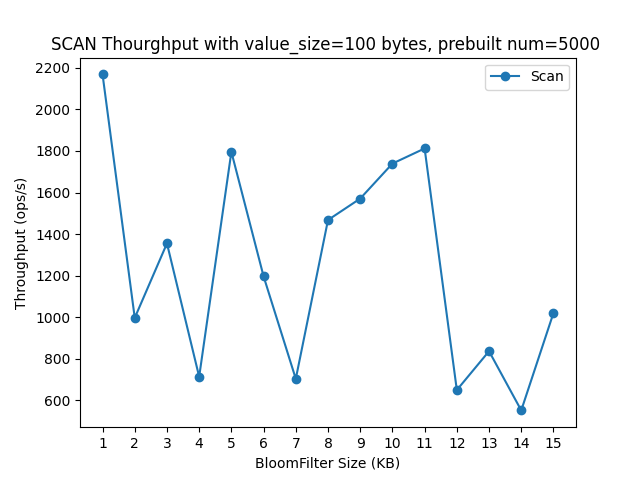 SCAN Thourghput with value_size=100 bytes, prebuilt num=5000
Scan
2200
2000
1800
1600
1400
1200
1000
800
600
Throughput (ops/s)
1 2 3 4 5 6 7 8 9 10 11 12 13 14 15
BloomFilter Size (KB)